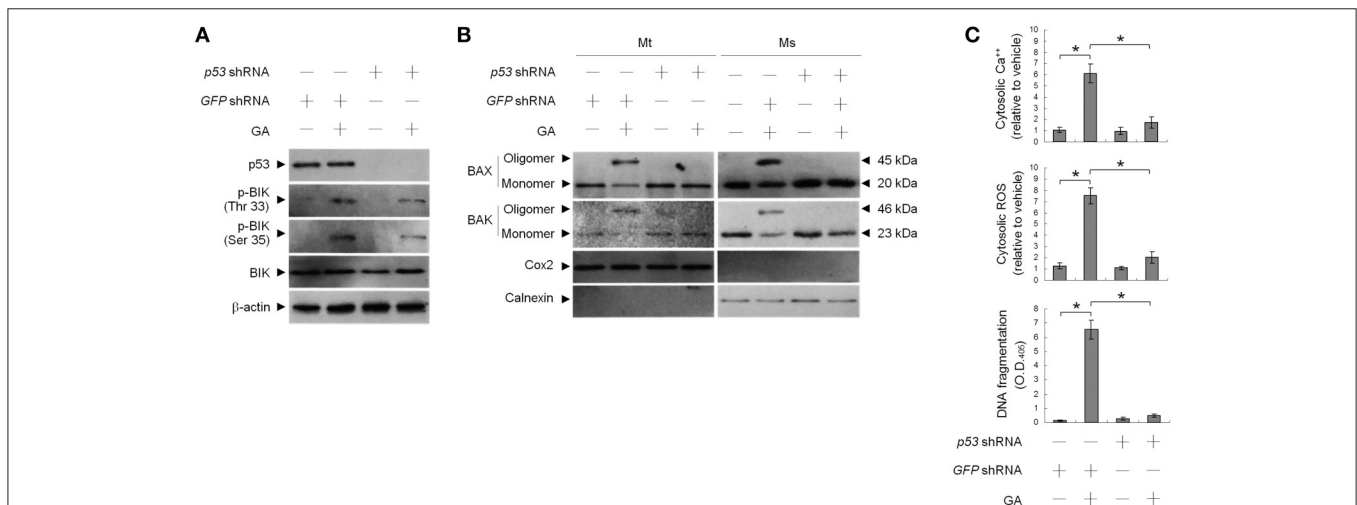 A
p53 shRNA — — + +
GFP shRNA + + — —
GA — + — +
p53
p-BIK
(Thr 33)
p-BIK
(Ser 35)
BIK
β-actin
B
Mt Ms
p53 shRNA — — + + — — + +
GFP shRNA + + — — — + — +
GA — + — + — + — +
BAX
Oligomer 45 kDa
Monomer 20 kDa
BAK
Oligomer 46 kDa
Monomer 23 kDa
Cox2
Calnexin
C
Cytosolic Ca++
(relative to vehicle)
10
9
8
7
6
5
4
3
2
1
* *
Cytosolic ROS
(relative to vehicle)
10
9
8
7
6
5
4
3
2
1
0
* *
DNA fragmentation
(O.D.405)
8
7
6
5
4
3
2
1
0
* *
p53 shRNA — — + +
GFP shRNA + + — —
GA — + — +